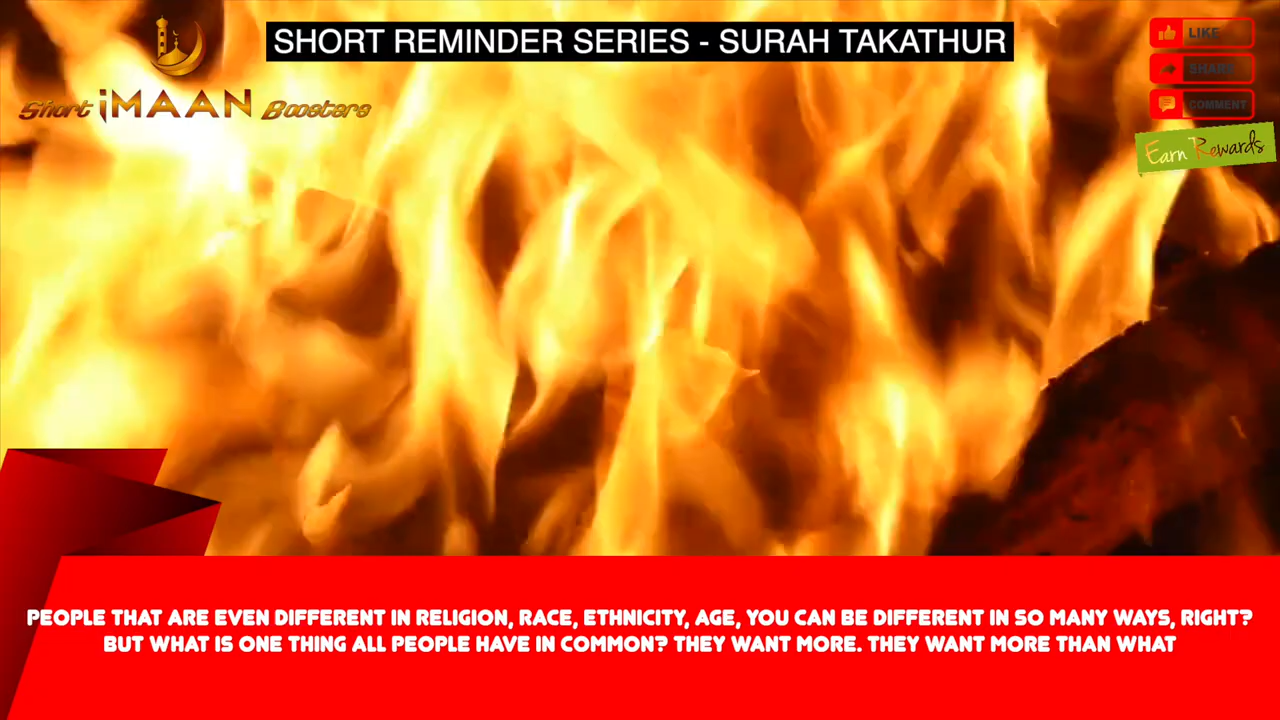 SHORT REMINDER SERIES - SURAH TAKATHUR
Short iMAAN Boosters
LIKE
SHARE
COMMENT
Earn Rewards
PEOPLE THAT ARE EVEN DIFFERENT IN RELIGION, RACE, ETHNICITY, AGE, YOU CAN BE DIFFERENT IN SO MANY WAYS, RIGHT?
BUT WHAT IS ONE THING ALL PEOPLE HAVE IN COMMON? THEY WANT MORE. THEY WANT MORE THAN WHAT